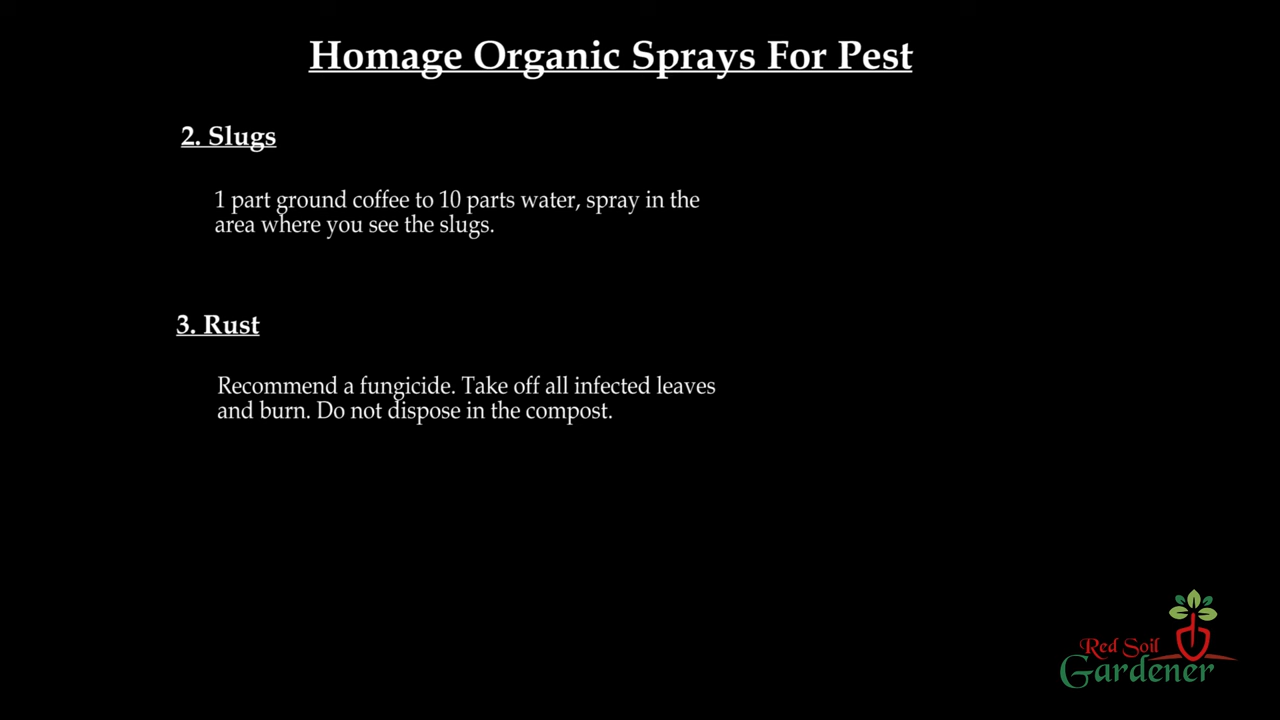 Homage Organic Sprays For Pest
2. Slugs
1 part ground coffee to 10 parts water, spray in the
area where you see the slugs.
3. Rust
Recommend a fungicide. Take off all infected leaves
and burn. Do not dispose in the compost.
Red Soil
Gardener